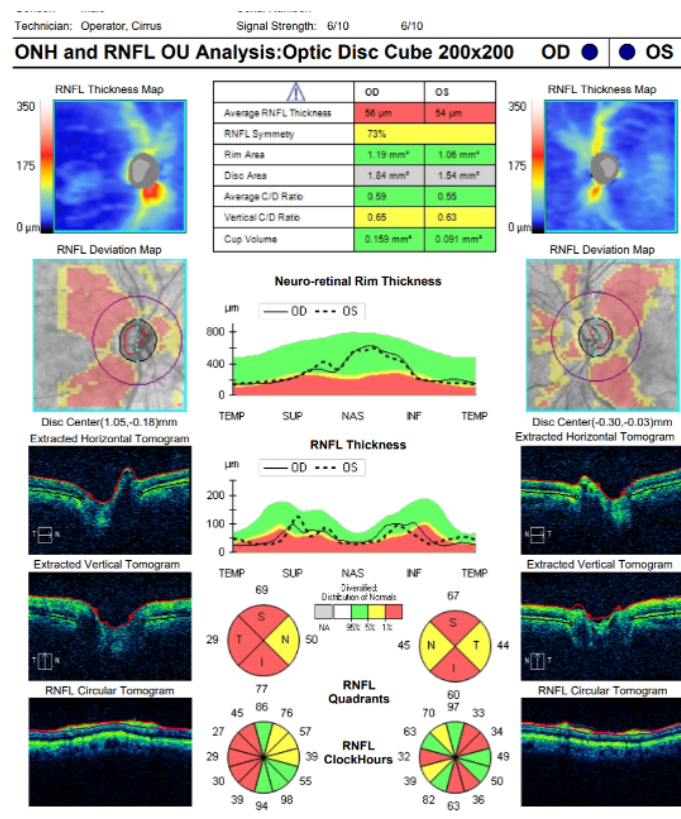 Technician: Operator, Cirrus Signal Strength: 6/10 6/10
ONH and RNFL OU Analysis:Optic Disc Cube 200x200 OD OS
RNFL Thickness Map
350
175
0 µm
OD OS
Average RNFL Thickness 56 µm 54 µm
RNFL Symmety 73%
Rim Area 1.19 mm² 1.06 mm²
Disc Area 1.84 mm² 1.54 mm²
Average C/D Ratio 0.59 0.55
Vertical C/D Ratio 0.65 0.63
Cup Volume 0.159 mm³ 0.091 mm³
RNFL Thickness Map
350
175
0 µm
RNFL Deviation Map
Disc Center(1.05,-0.18)mm
Neuro-retinal Rim Thickness
µm OD OS
800
400
0
TEMP SUP NAS INF TEMP
RNFL Deviation Map
Disc Center(-0.30,-0.03)mm
Extracted Horizontal Tomogram
T N
RNFL Thickness
µm OD OS
200
100
0
TEMP SUP NAS INF TEMP
Extracted Horizontal Tomogram
N T
Extracted Vertical Tomogram
T N
Extracted Vertical Tomogram
N T
Diversified:
Distribution of Normals
NA 95% 5% 1%
69
29 S T N I 50
77
67
45 S N T I 44
60
RNFL
Quadrants
RNFL Circular Tomogram
RNFL Circular Tomogram
86
45 76
27 57
29 39
30 55
39 98
94
RNFL
ClockHours
97
70 33
63 34
32 49
39 50
82 36
63